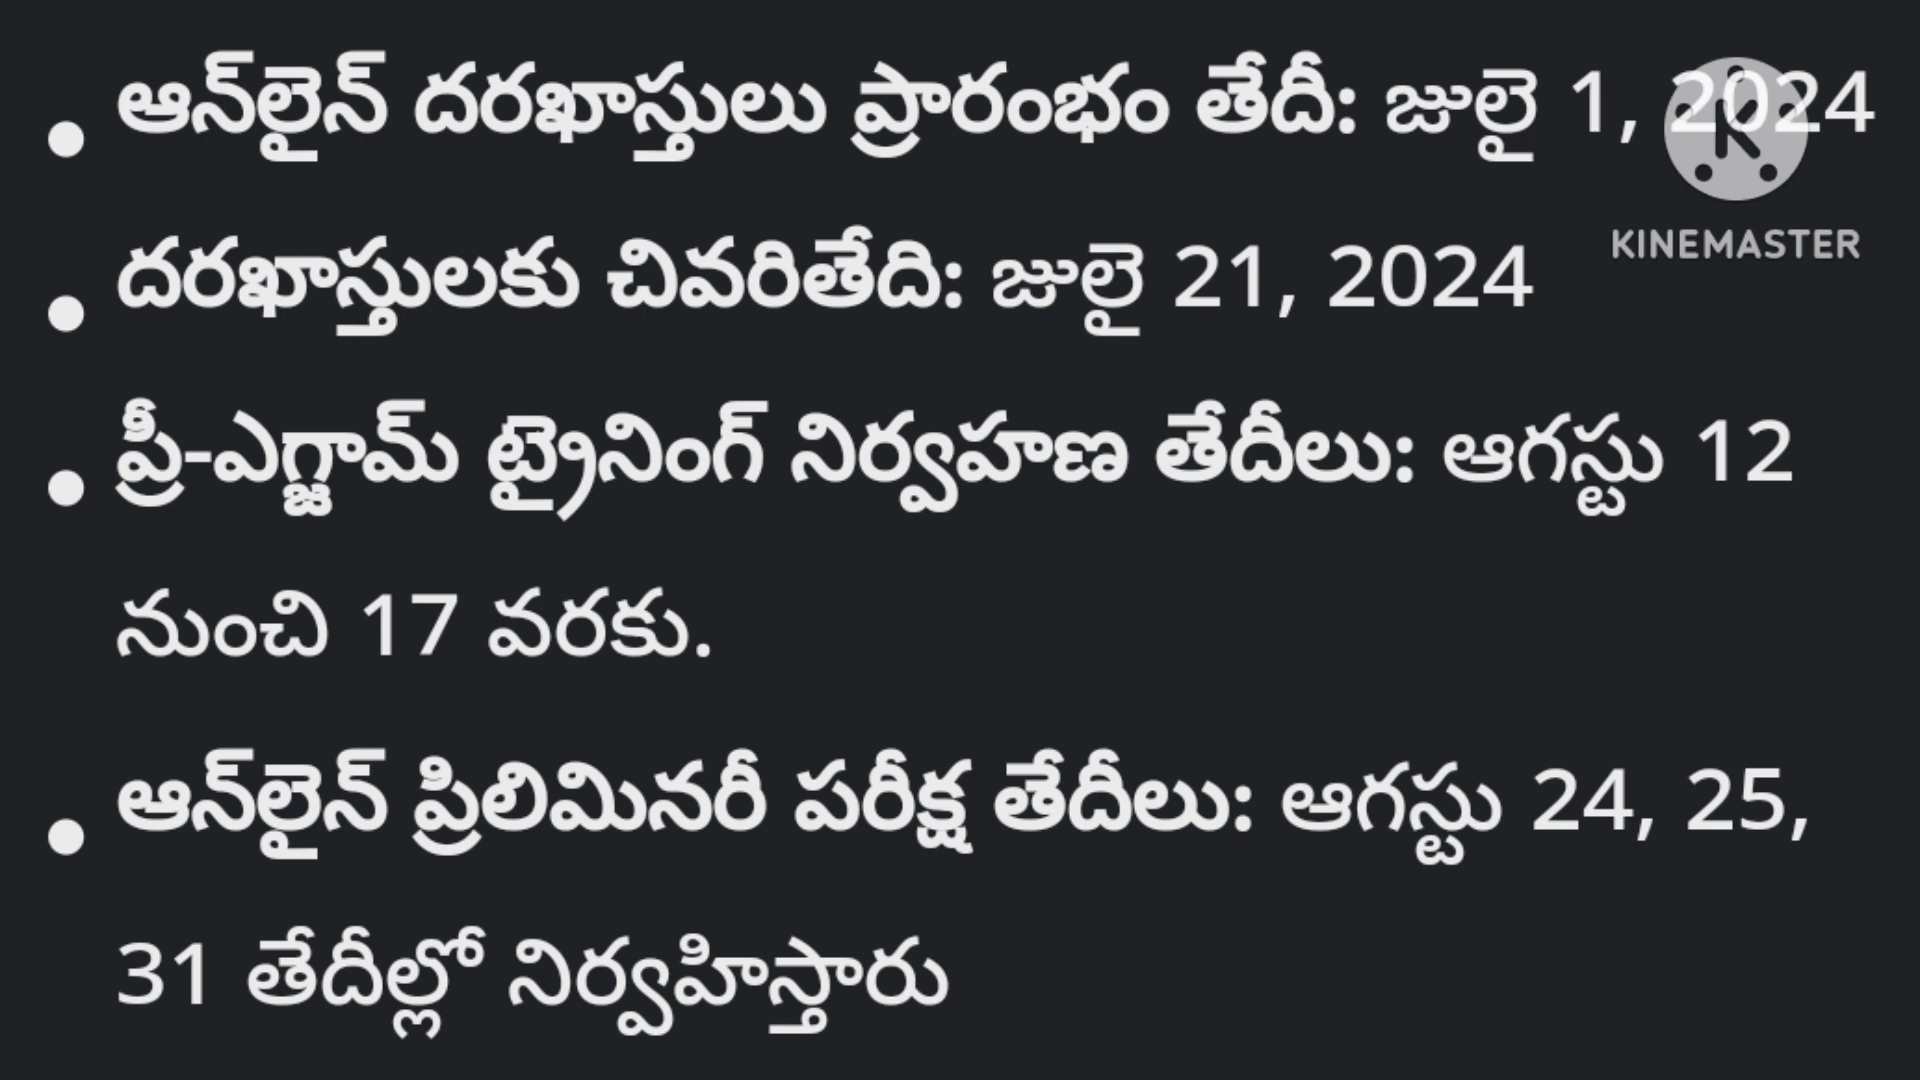 • ఆన్‌లైన్ దరఖాస్తులు ప్రారంభం తేదీ: జులై 1, 2024
KINEMASTER
• దరఖాస్తులకు చివరితేది: జులై 21, 2024
• ప్రీ-ఎగ్జామ్ ట్రైనింగ్ నిర్వహణ తేదీలు: ఆగస్టు 12
నుంచి 17 వరకు.
• ఆన్‌లైన్ ప్రిలిమినరీ పరీక్ష తేదీలు: ఆగస్టు 24, 25,
31 తేదీల్లో నిర్వహిస్తారు